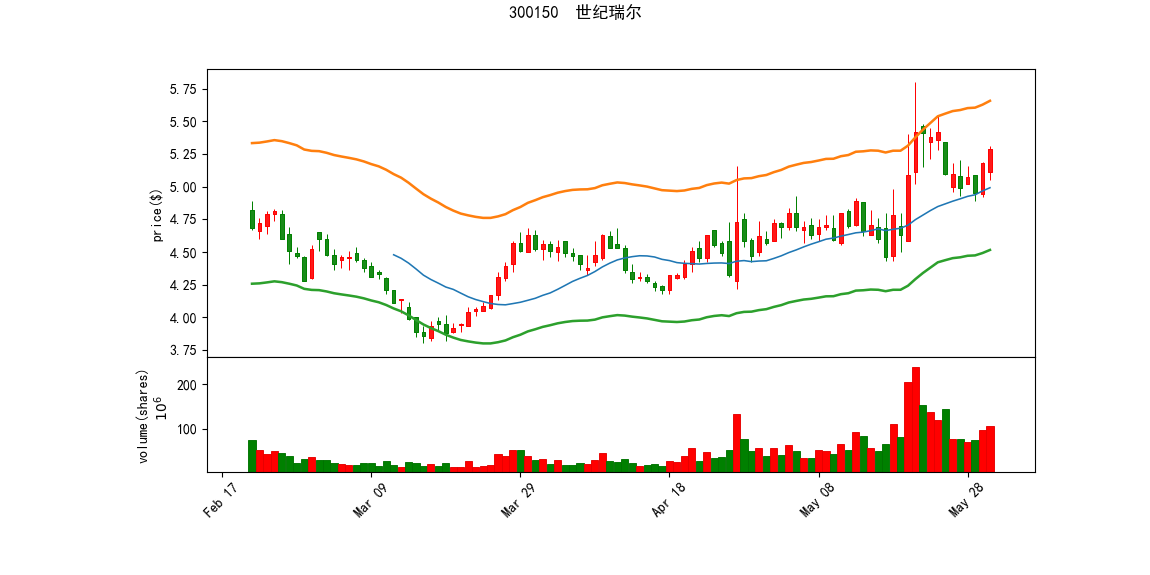 300150  世纪瑞尔
price($)
5.75
5.50
5.25
5.00
4.75
4.50
4.25
4.00
3.75
volume(shares)
10^6
200
100
Feb 17
Mar 09
Mar 29
Apr 18
May 08
May 28